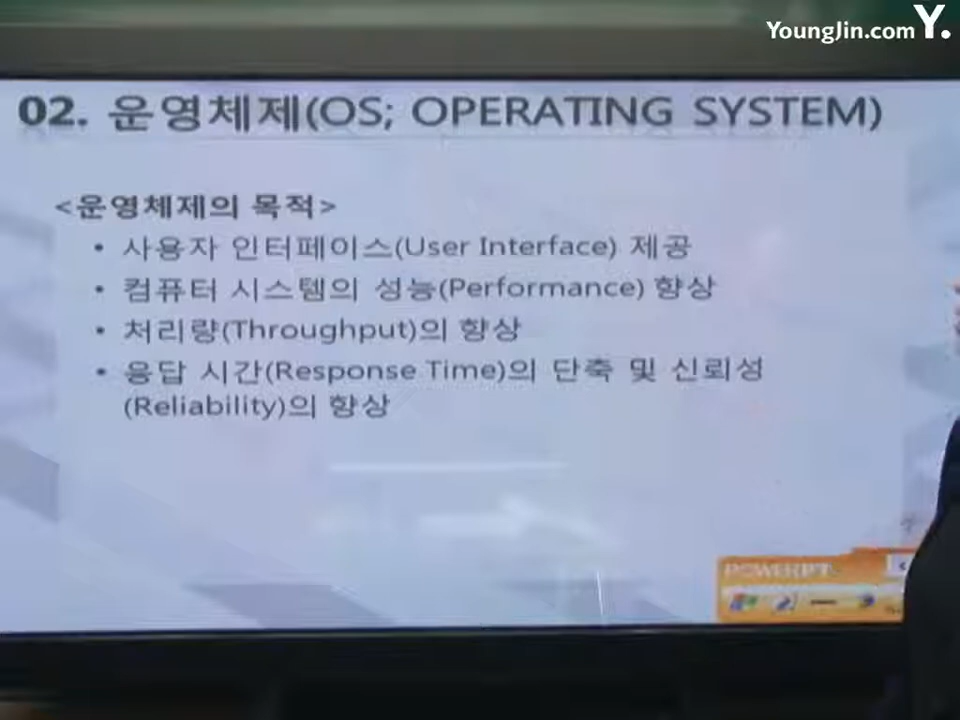 YoungJin.com Y.
02. 운영체제(OS; OPERATING SYSTEM)
<운영체제의 목적>
• 사용자 인터페이스(User Interface) 제공
• 컴퓨터 시스템의 성능(Performance) 향상
• 처리량(Throughput)의 향상
• 응답 시간(Response Time)의 단축 및 신뢰성
(Reliability)의 향상
POWERPT